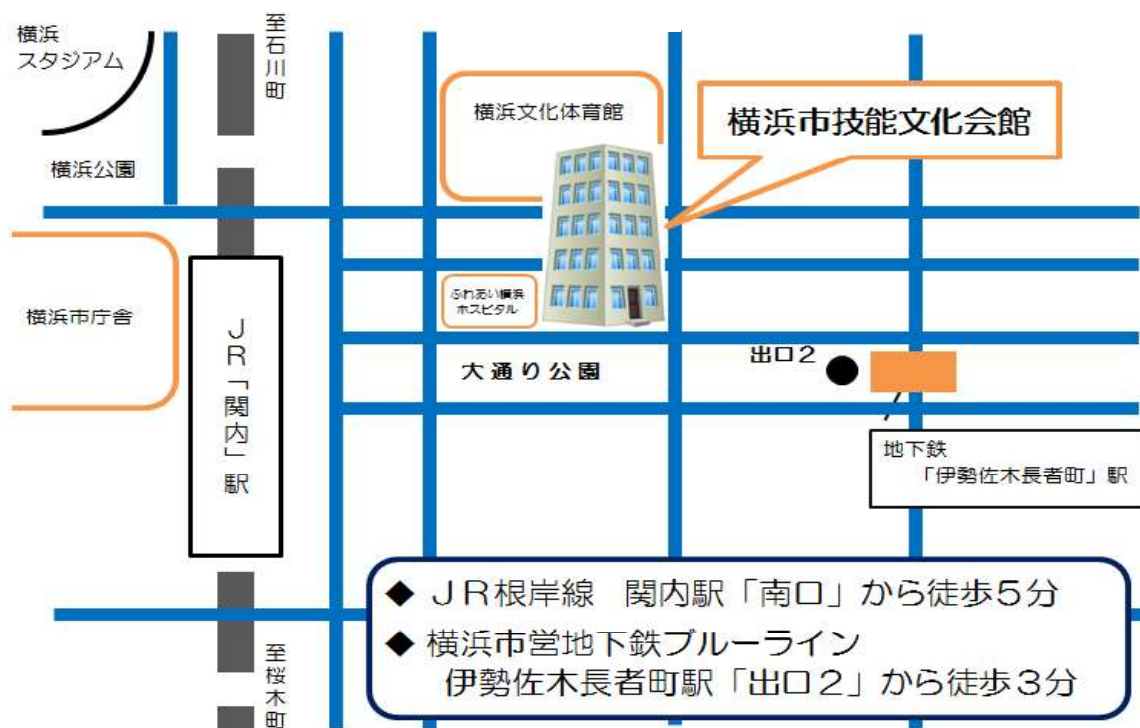 横浜
スタジアム
至石川町
横浜公園
横浜文化体育館
横浜市技能文化会館
横浜市庁舎
ふれあい横浜
ホスピタル
JR「関内」駅
大通り公園
出口2
地下鉄
「伊勢佐木長者町」駅
◆ JR根岸線 関内駅「南口」から徒歩5分
◆ 横浜市営地下鉄ブルーライン
伊勢佐木長者町駅「出口2」から徒歩3分
至桜木町